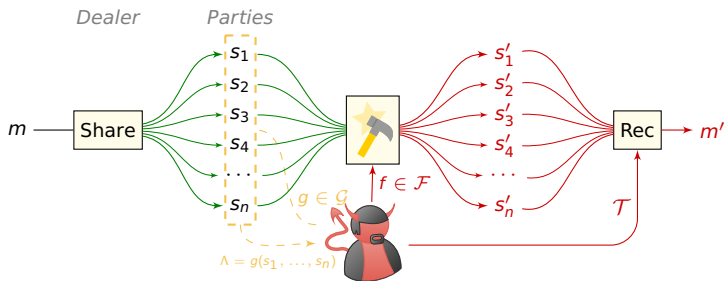 Dealer
Parties
m
Share
s₁
s₂
s₃
s₄
...
sₙ
s′₁
s′₂
s′₃
s′₄
...
s′ₙ
Rec
m′
f ∈ ℱ
g ∈ 𝒢
Λ = g(s₁, ..., sₙ)
𝒯